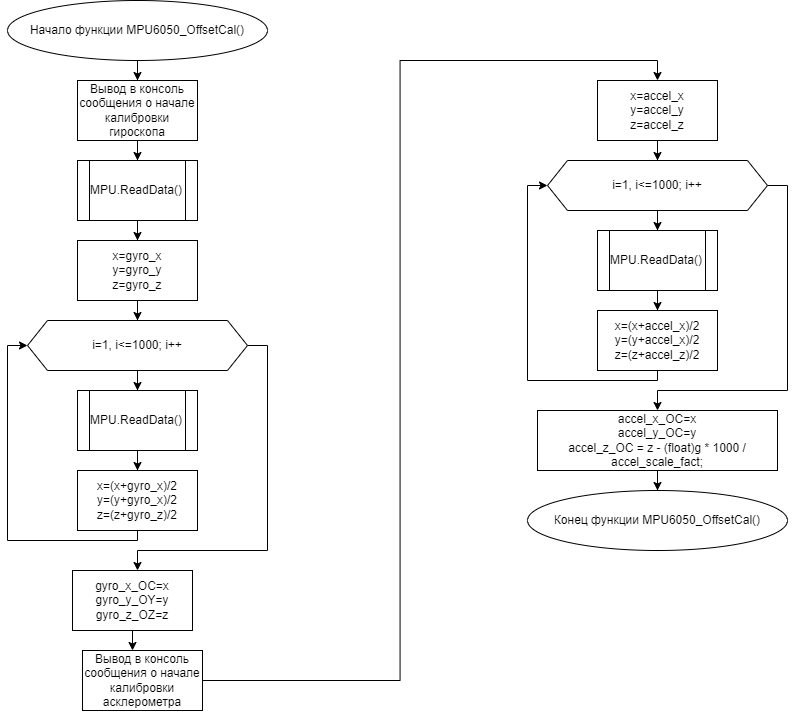 Начало функции MPU6050_OffsetCal()
Вывод в консоль
сообщения о начале
калибровки
гироскопа
MPU.ReadData()
x=gyro_x
y=gyro_y
z=gyro_z
i=1, i<=1000; i++
MPU.ReadData()
x=(x+gyro_x)/2
y=(y+gyro_x)/2
z=(z+gyro_z)/2
gyro_x_OC=x
gyro_y_OY=y
gyro_z_OZ=z
Вывод в консоль
сообщения о начале
калибровки
асклерометра
x=accel_x
y=accel_y
z=accel_z
i=1, i<=1000; i++
MPU.ReadData()
x=(x+accel_x)/2
y=(y+accel_x)/2
z=(z+accel_z)/2
accel_x_OC=x
accel_y_OC=y
accel_z_OC = z - (float)g * 1000 /
accel_scale_fact;
Конец функции MPU6050_OffsetCal()